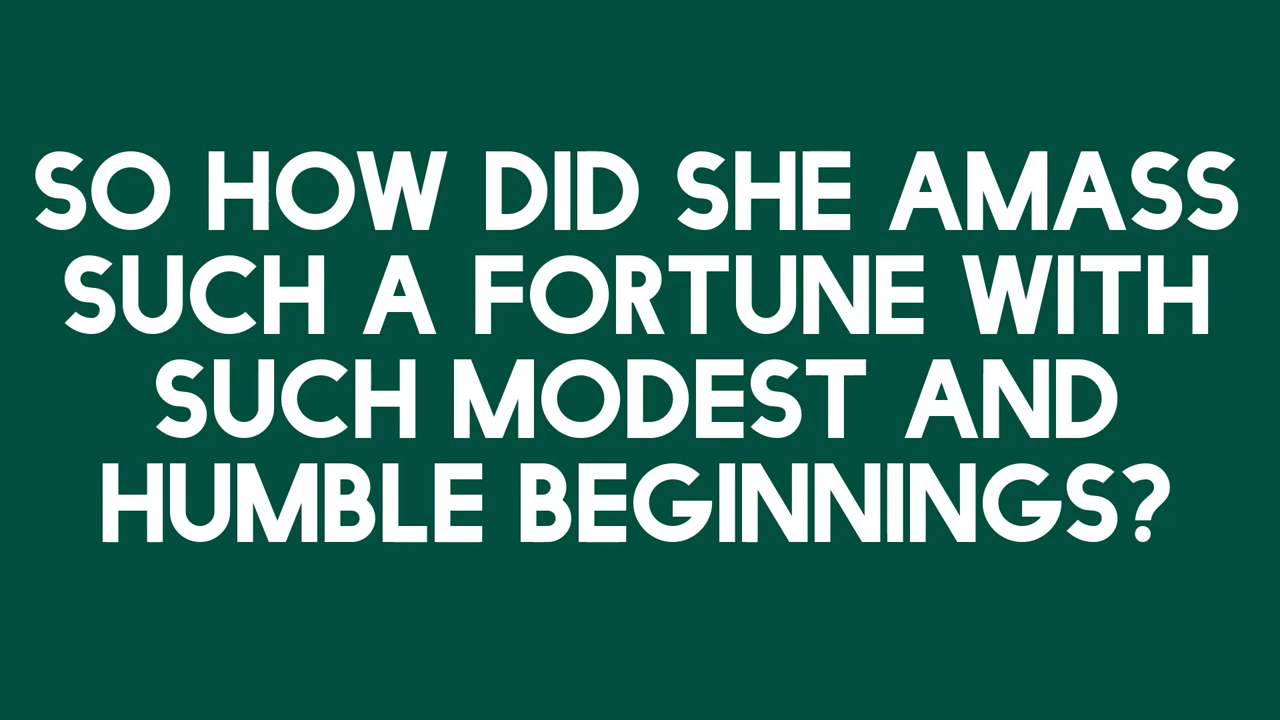 SO HOW DID SHE AMASS
SUCH A FORTUNE WITH
SUCH MODEST AND
HUMBLE BEGINNINGS?